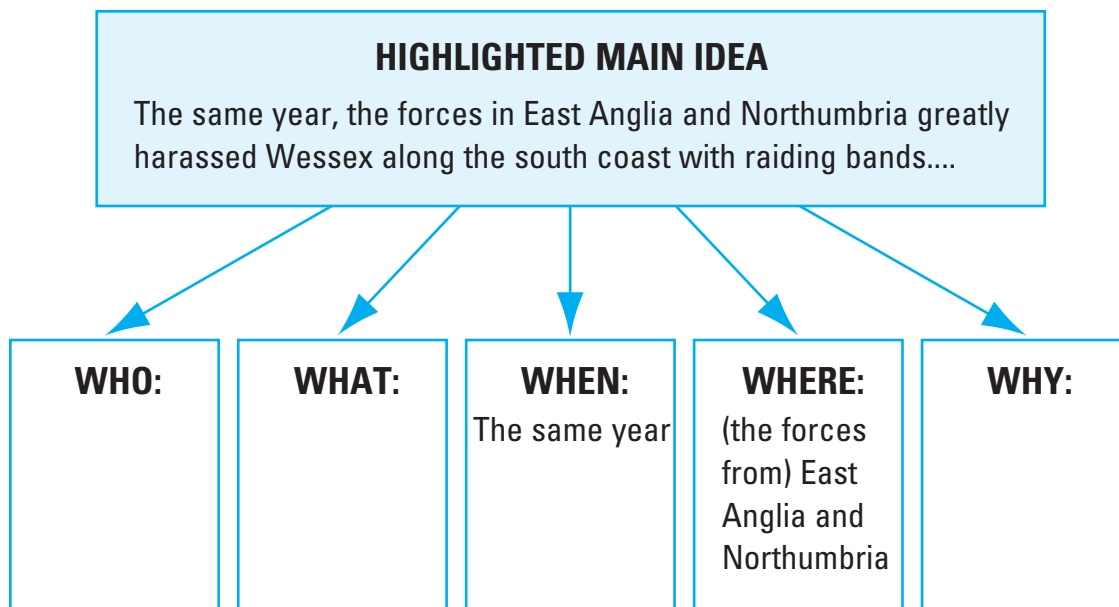 HIGHLIGHTED MAIN IDEA
The same year, the forces in East Anglia and Northumbria greatly
harassed Wessex along the south coast with raiding bands....
WHO:
WHAT:
WHEN:
The same year
WHERE:
(the forces
from) East
Anglia and
Northumbria
WHY: